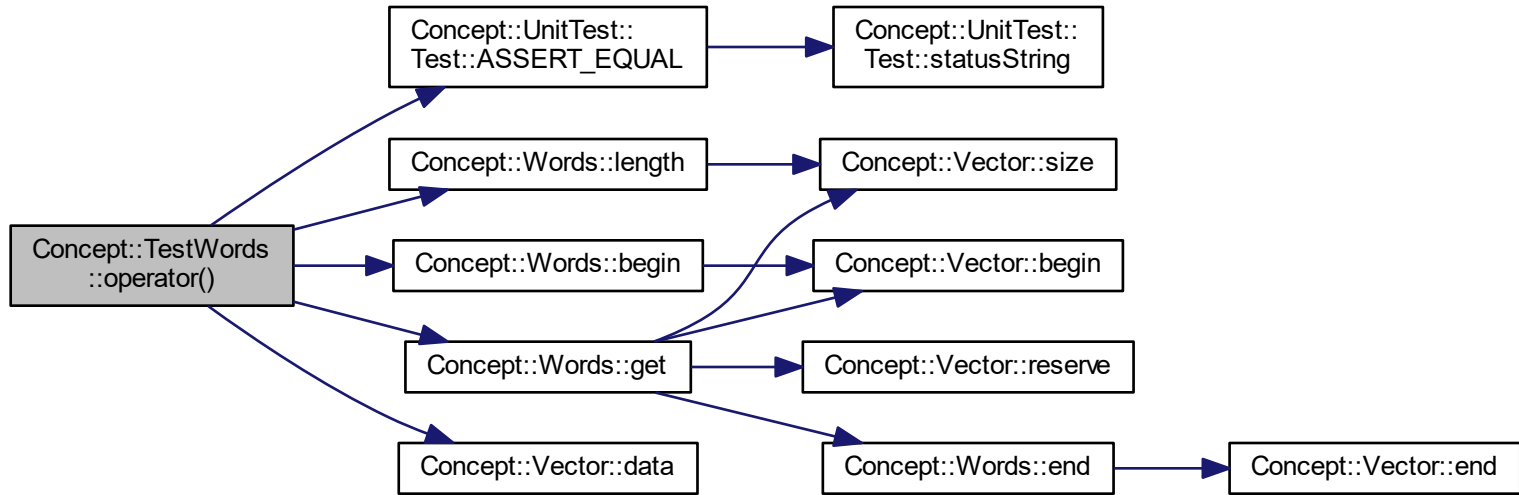 Concept::UnitTest::
Test::ASSERT_EQUAL
Concept::UnitTest::
Test::statusString
Concept::Words::length
Concept::Vector::size
Concept::TestWords
::operator()
Concept::Words::begin
Concept::Vector::begin
Concept::Words::get
Concept::Vector::reserve
Concept::Vector::data
Concept::Words::end
Concept::Vector::end